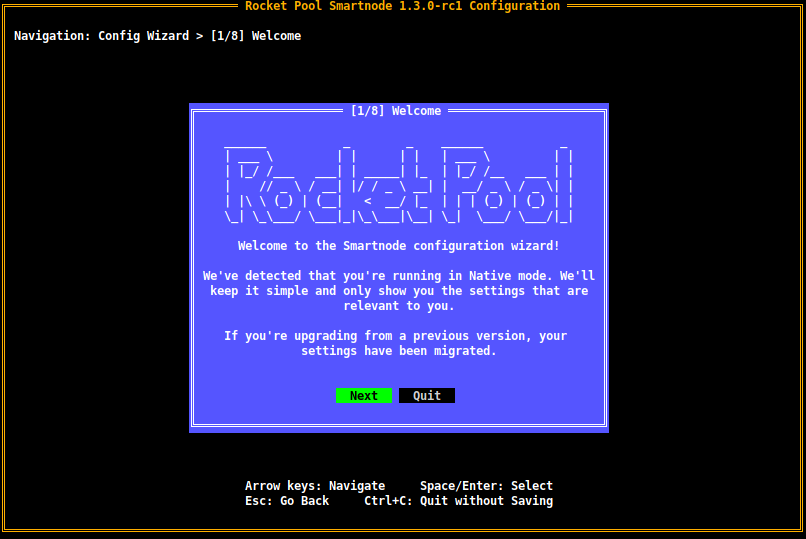 Rocket Pool Smartnode 1.3.0-rc1 Configuration
Navigation: Config Wizard > [1/8] Welcome
[1/8] Welcome
Rocket Pool
Welcome to the Smartnode configuration wizard!
We've detected that you're running in Native mode. We'll
keep it simple and only show you the settings that are
relevant to you.
If you're upgrading from a previous version, your
settings have been migrated.
Next Quit
Arrow keys: Navigate Space/Enter: Select
Esc: Go Back Ctrl+C: Quit without Saving